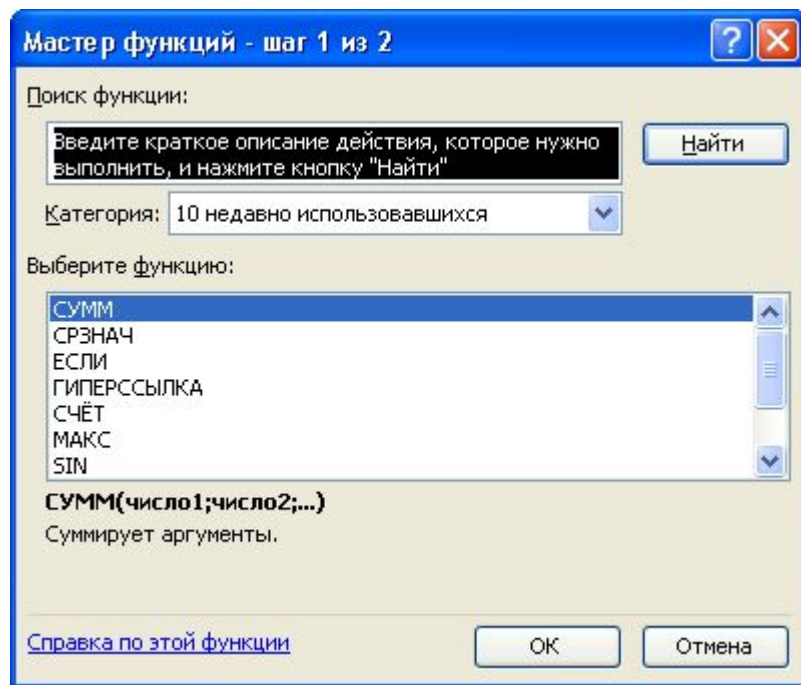 Мастер функций - шаг 1 из 2
Поиск функции:
Введите краткое описание действия, которое нужно
выполнить, и нажмите кнопку "Найти"
Найти
Категория: 10 недавно использовавшихся
Выберите функцию:
СУММ
СРЗНАЧ
ЕСЛИ
ГИПЕРССЫЛКА
СЧЁТ
МАКС
SIN
СУММ(число1;число2;...)
Суммирует аргументы.
Справка по этой функции
ОК
Отмена